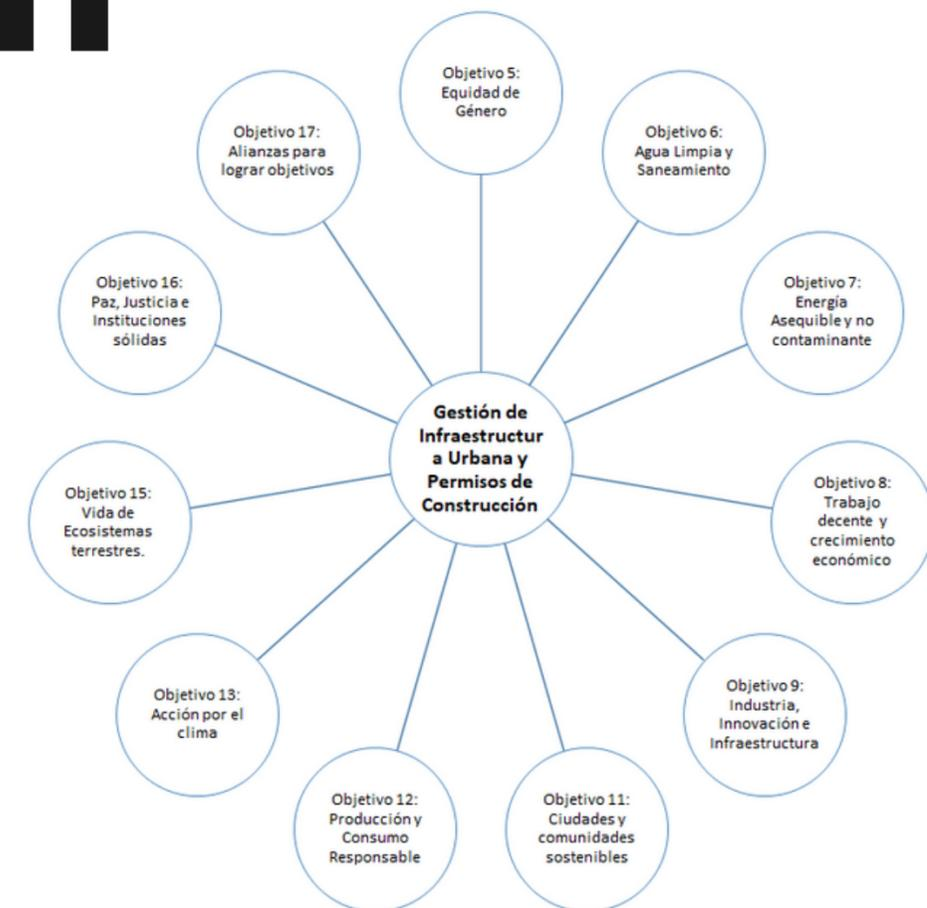 Objetivo 5:
Equidad de
Género
Objetivo 6:
Agua Limpia y
Saneamiento
Objetivo 7:
Energía
Asequible y no
contaminante
Objetivo 8:
Trabajo
decente y
crecimiento
económico
Objetivo 9:
Industria,
Innovación e
Infraestructura
Objetivo 11:
Ciudades y
comunidades
sostenibles
Objetivo 12:
Producción y
Consumo
Responsable
Objetivo 13:
Acción por el
clima
Objetivo 15:
Vida de
Ecosistemas
terrestres.
Objetivo 16:
Paz, Justicia e
Instituciones
sólidas
Objetivo 17:
Alianzas para
lograr objetivos
Gestión de
Infraestructur
a Urbana y
Permisos de
Construcción